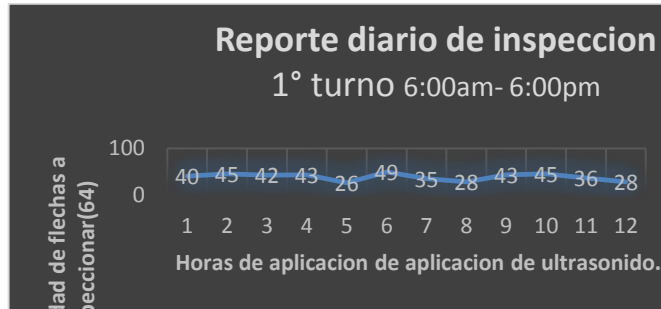 Reporte diario de inspeccion
1° turno 6:00am- 6:00pm
100
0
40 45 42 43 26 49 35 28 43 45 36 28
1 2 3 4 5 6 7 8 9 10 11 12
Horas de aplicacion de aplicacion de ultrasonido.
de flechas a
(64)